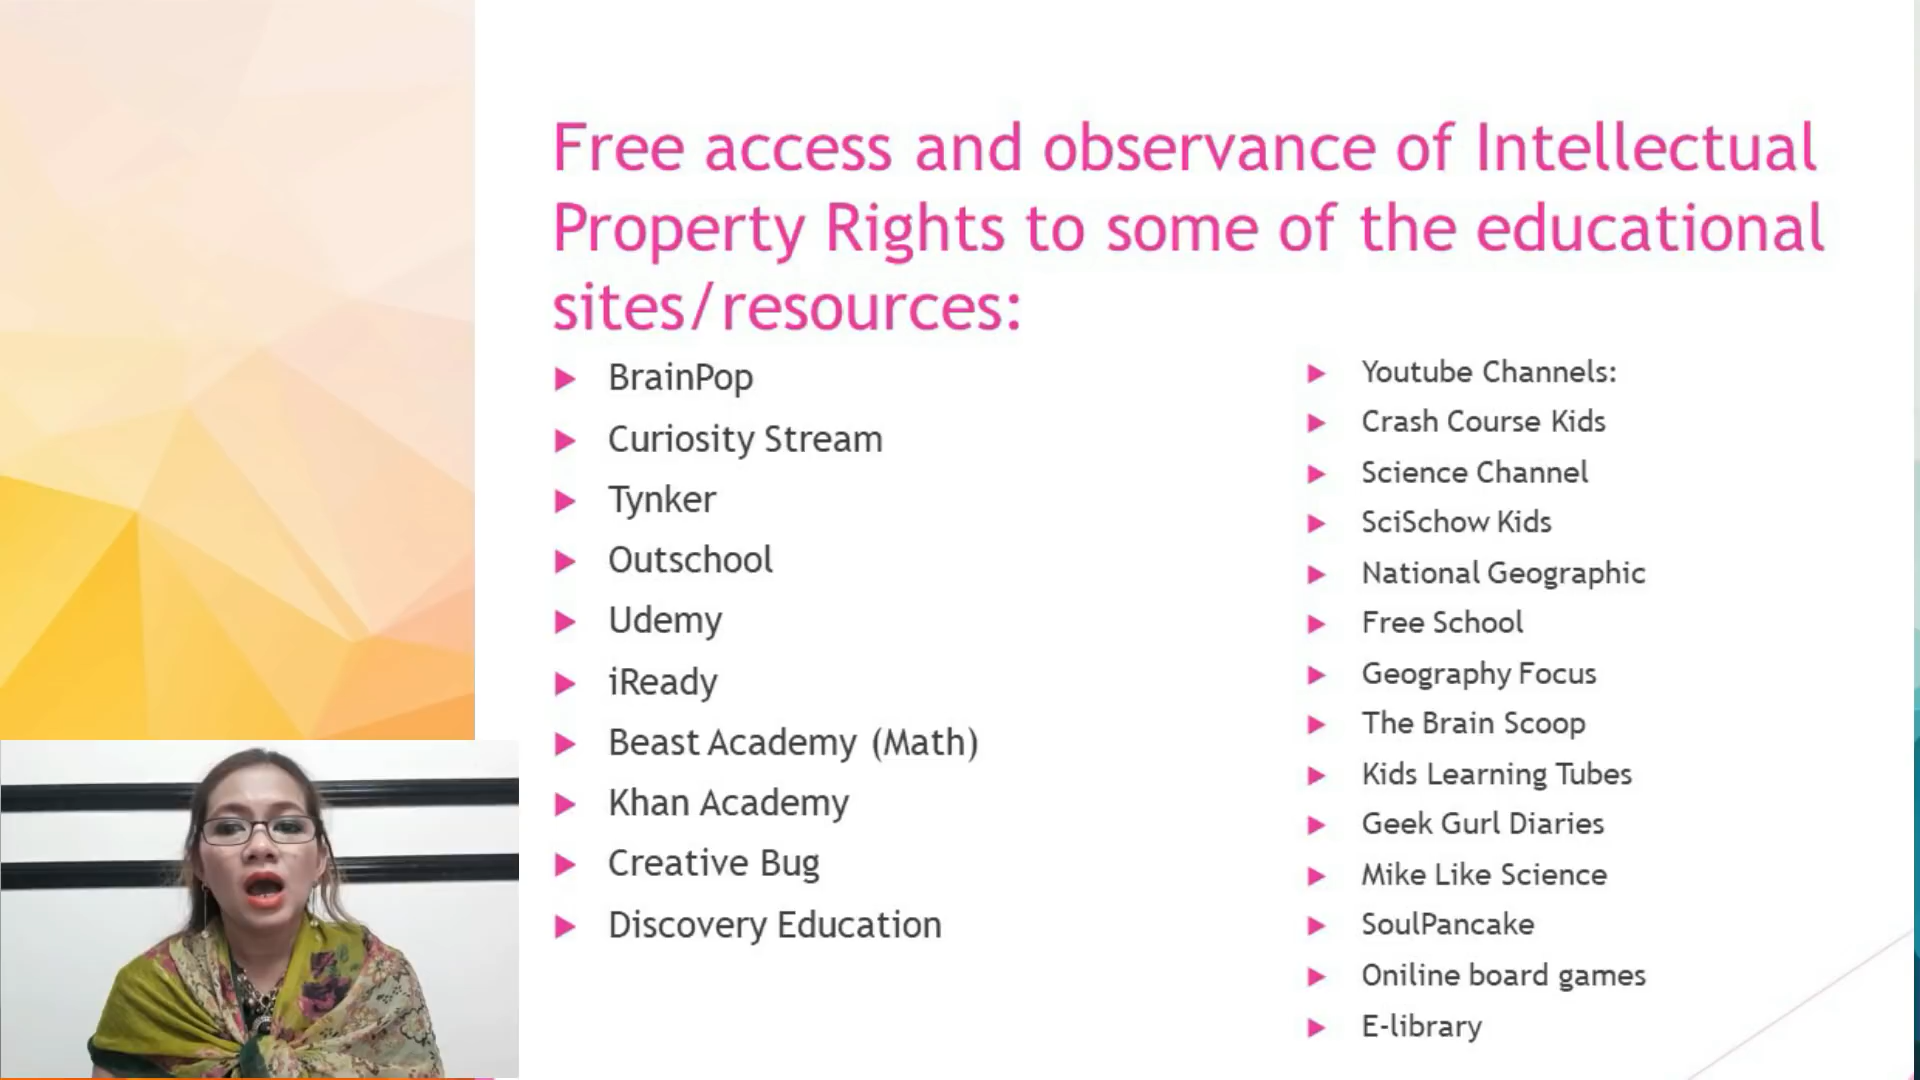 Free access and observance of Intellectual
Property Rights to some of the educational
sites/resources:
BrainPop
Curiosity Stream
Tynker
Outschool
Udemy
iReady
Beast Academy (Math)
Khan Academy
Creative Bug
Discovery Education
Youtube Channels:
Crash Course Kids
Science Channel
SciSchow Kids
National Geographic
Free School
Geography Focus
The Brain Scoop
Kids Learning Tubes
Geek Gurl Diaries
Mike Like Science
SoulPancake
Oniline board games
E-library